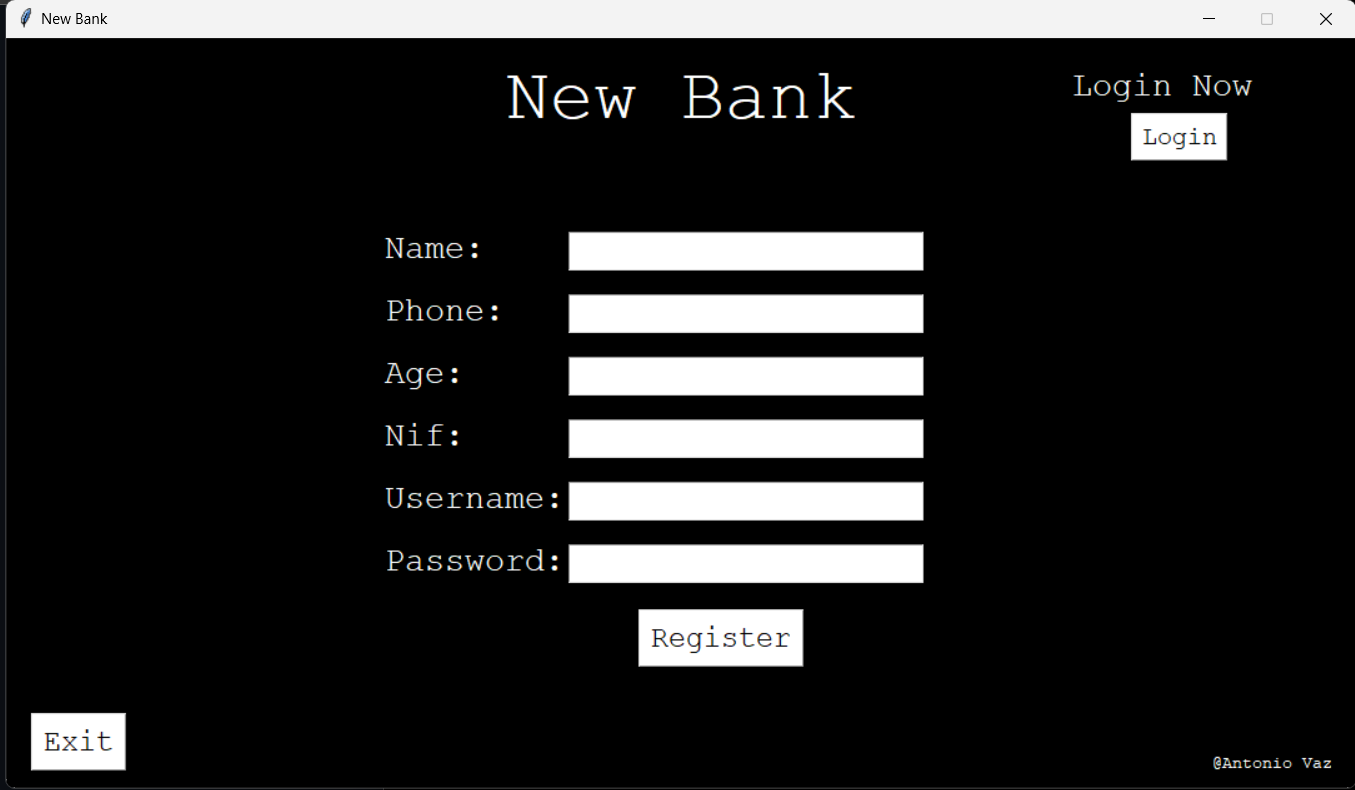 New Bank
New Bank
Login Now
Login
Name:
Phone:
Age:
Nif:
Username:
Password:
Register
Exit
@Antonio Vaz